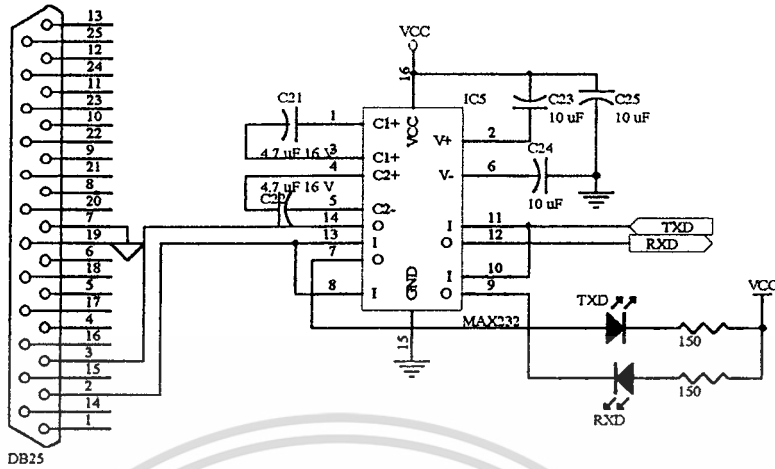 13
25
12
24
11
23
10
22
9
21
8
20
7
19
6
18
5
17
4
16
3
15
2
14
1
DB25
VCC
16
IC5
C21
1
C1+
VCC
3
C1+
4.7 uF 16 V
4
C2+
4.7 uF 16 V
5
C2-
14
O
13
I
7
O
8
I
GND
15
V+
2
V-
6
I
11
O
12
I
10
O
9
MAX232
C23
10 uF
C25
10 uF
C24
10 uF
TXD
RXD
TXD
150
VCC
RXD
150